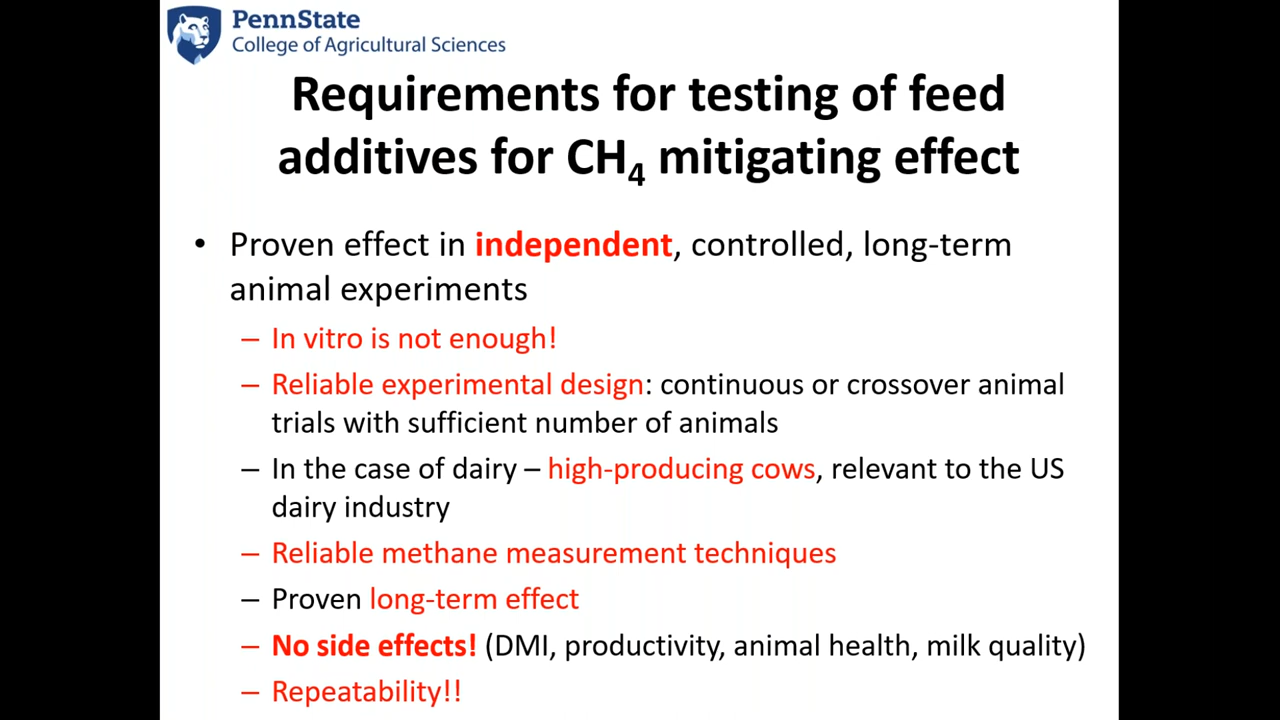 PennState
College of Agricultural Sciences
Requirements for testing of feed
additives for CH₄ mitigating effect
• Proven effect in independent, controlled, long-term
animal experiments
– In vitro is not enough!
– Reliable experimental design: continuous or crossover animal
trials with sufficient number of animals
– In the case of dairy – high-producing cows, relevant to the US
dairy industry
– Reliable methane measurement techniques
– Proven long-term effect
– No side effects! (DMI, productivity, animal health, milk quality)
– Repeatability!!